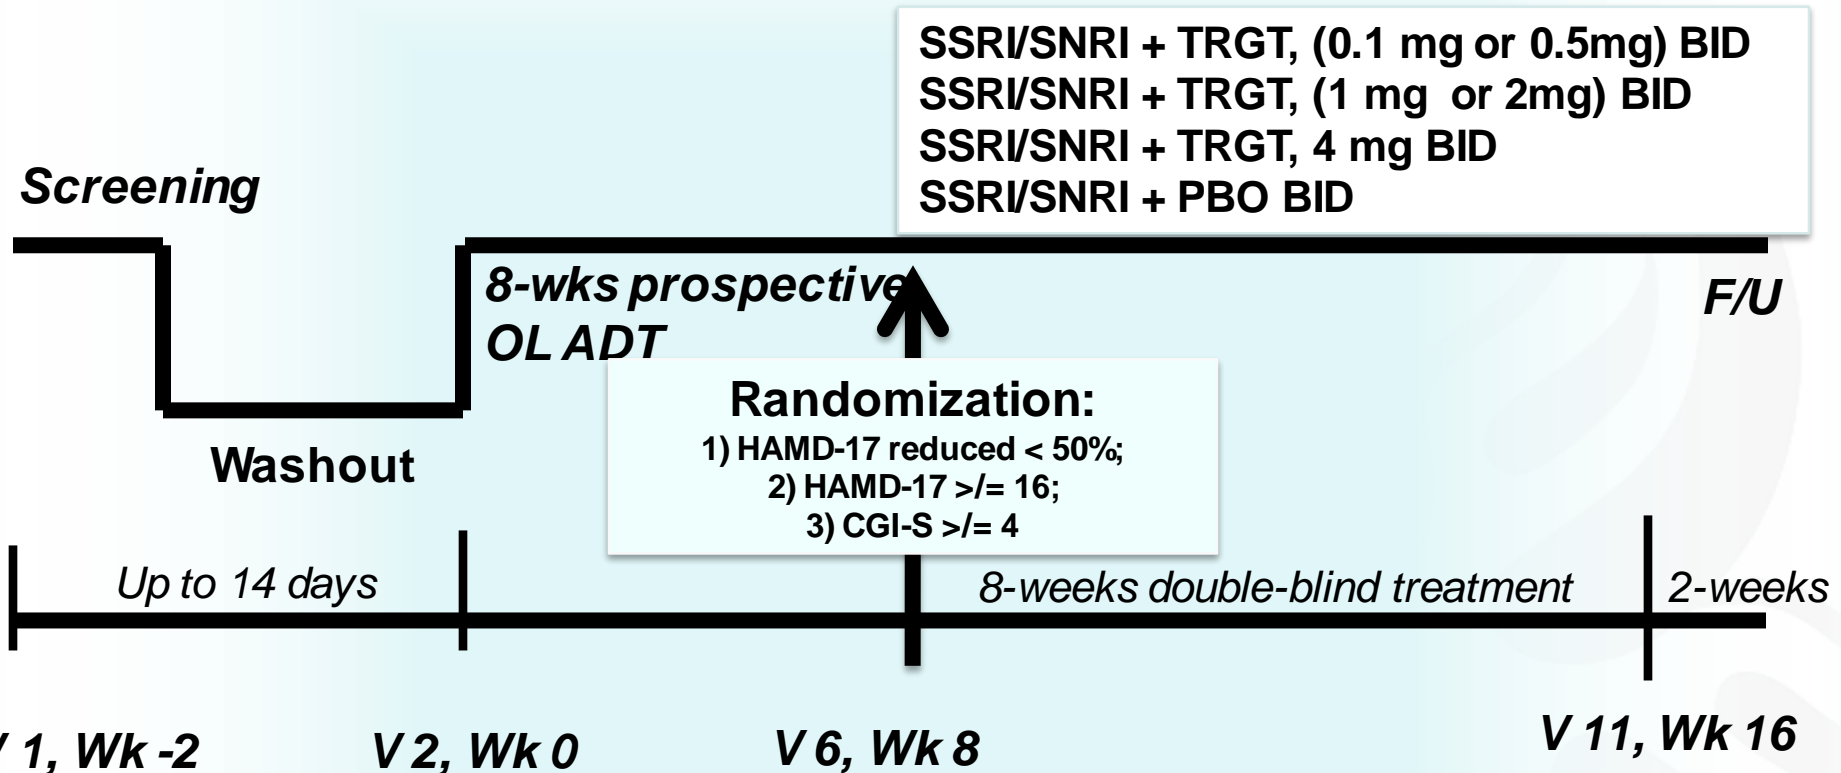 SSRI/SNRI + TRGT, (0.1 mg or 0.5mg) BID
SSRI/SNRI + TRGT, (1 mg or 2mg) BID
SSRI/SNRI + TRGT, 4 mg BID
SSRI/SNRI + PBO BID
Screening
8-wks prospective
OL ADT
F/U
Randomization:
1) HAMD-17 reduced < 50%;
2) HAMD-17 >/= 16;
3) CGI-S >/= 4
Washout
Up to 14 days
8-weeks double-blind treatment
2-weeks
V 1, Wk -2
V 2, Wk 0
V 6, Wk 8
V 11, Wk 16